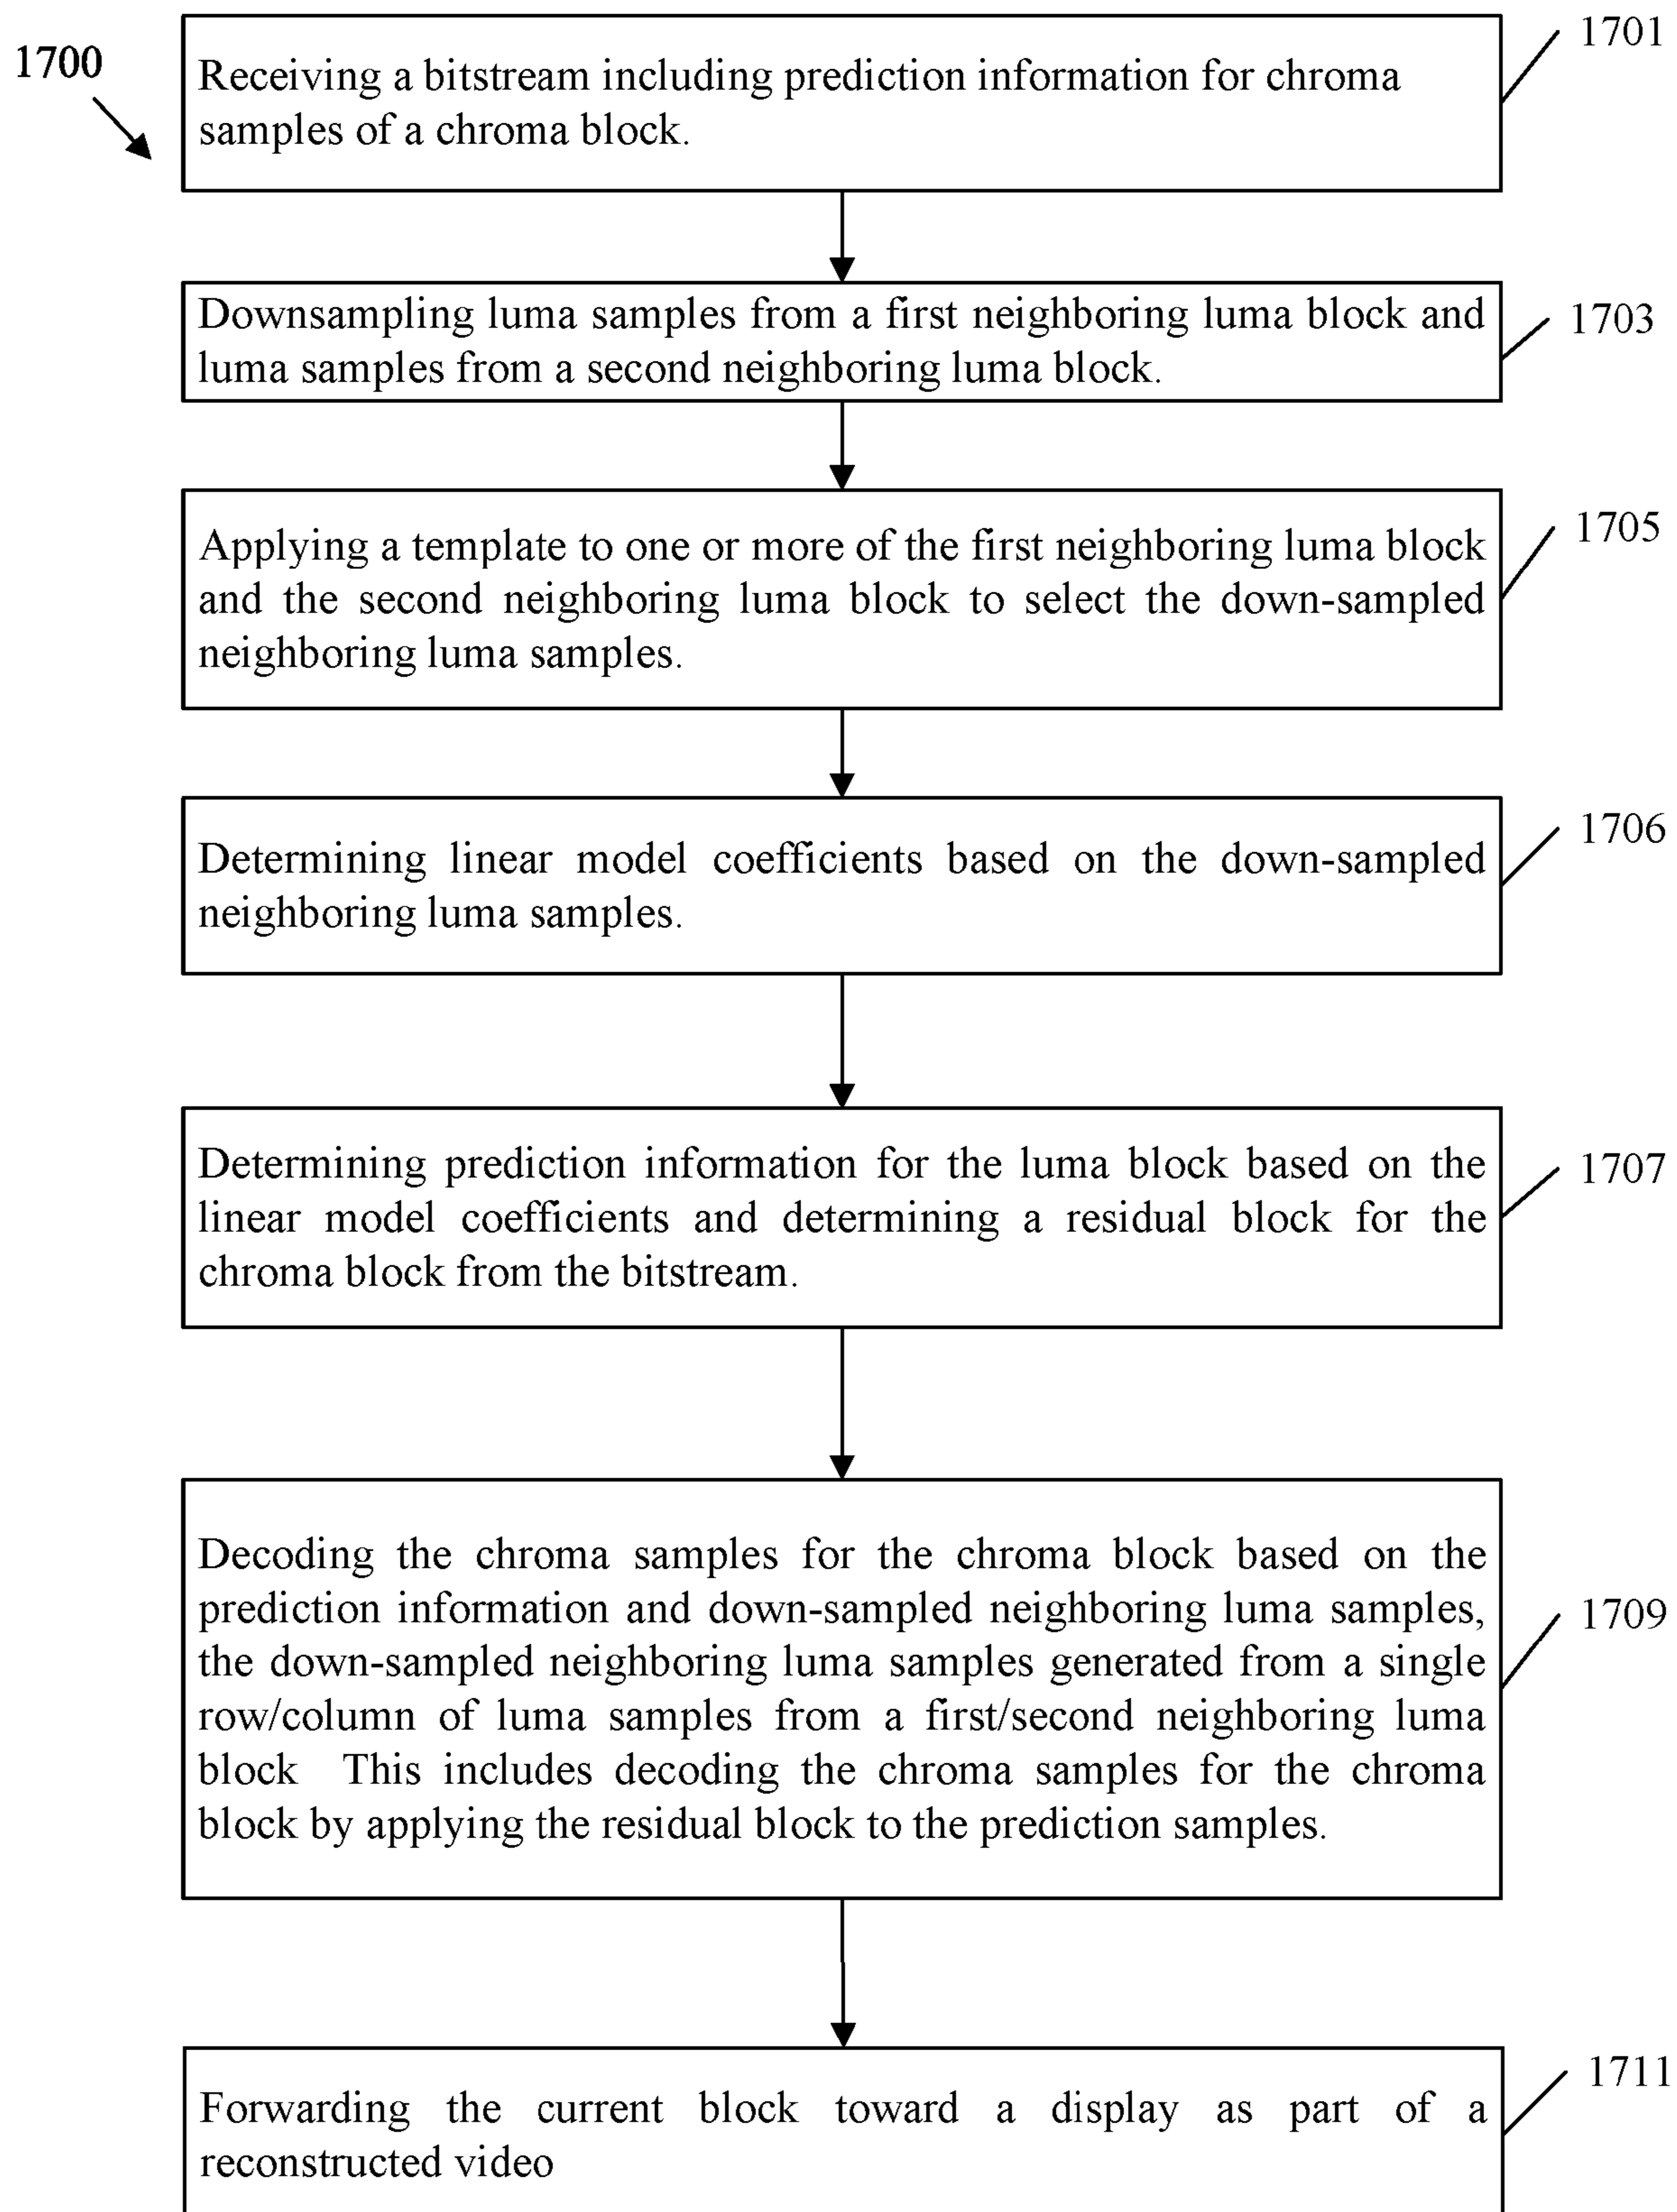 1700
1701
Receiving a bitstream including prediction information for chroma
samples of a chroma block.
1703
Downsampling luma samples from a first neighboring luma block and
luma samples from a second neighboring luma block.
1705
Applying a template to one or more of the first neighboring luma block
and the second neighboring luma block to select the down-sampled
neighboring luma samples.
1706
Determining linear model coefficients based on the down-sampled
neighboring luma samples.
1707
Determining prediction information for the luma block based on the
linear model coefficients and determining a residual block for the
chroma block from the bitstream.
1709
Decoding the chroma samples for the chroma block based on the
prediction information and down-sampled neighboring luma samples,
the down-sampled neighboring luma samples generated from a single
row/column of luma samples from a first/second neighboring luma
block This includes decoding the chroma samples for the chroma
block by applying the residual block to the prediction samples.
1711
Forwarding the current block toward a display as part of a
reconstructed video